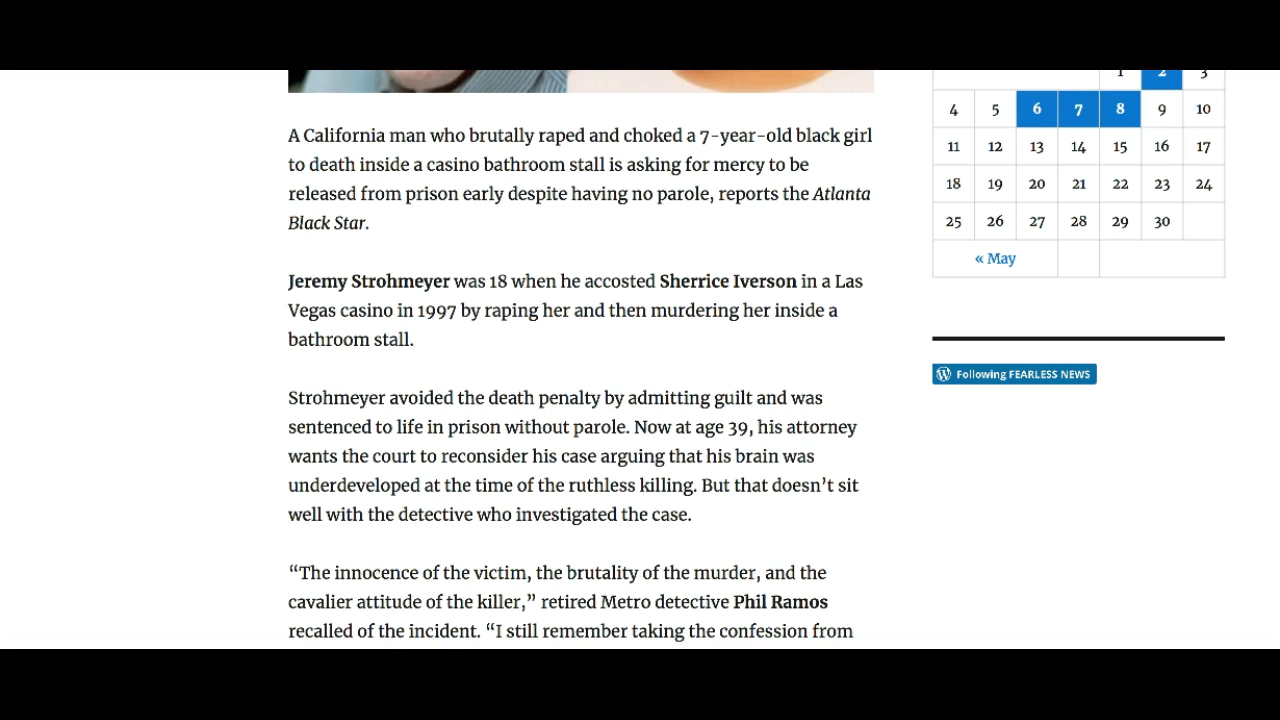 A California man who brutally raped and choked a 7-year-old black girl
to death inside a casino bathroom stall is asking for mercy to be
released from prison early despite having no parole, reports the Atlanta
Black Star.
Jeremy Strohmeyer was 18 when he accosted Sherrice Iverson in a Las
Vegas casino in 1997 by raping her and then murdering her inside a
bathroom stall.
Strohmeyer avoided the death penalty by admitting guilt and was
sentenced to life in prison without parole. Now at age 39, his attorney
wants the court to reconsider his case arguing that his brain was
underdeveloped at the time of the ruthless killing. But that doesn’t sit
well with the detective who investigated the case.
“The innocence of the victim, the brutality of the murder, and the
cavalier attitude of the killer,” retired Metro detective Phil Ramos
recalled of the incident. “I still remember taking the confession from
1 2 3
4 5 6 7 8 9 10
11 12 13 14 15 16 17
18 19 20 21 22 23 24
25 26 27 28 29 30
« May
Following FEARLESS NEWS